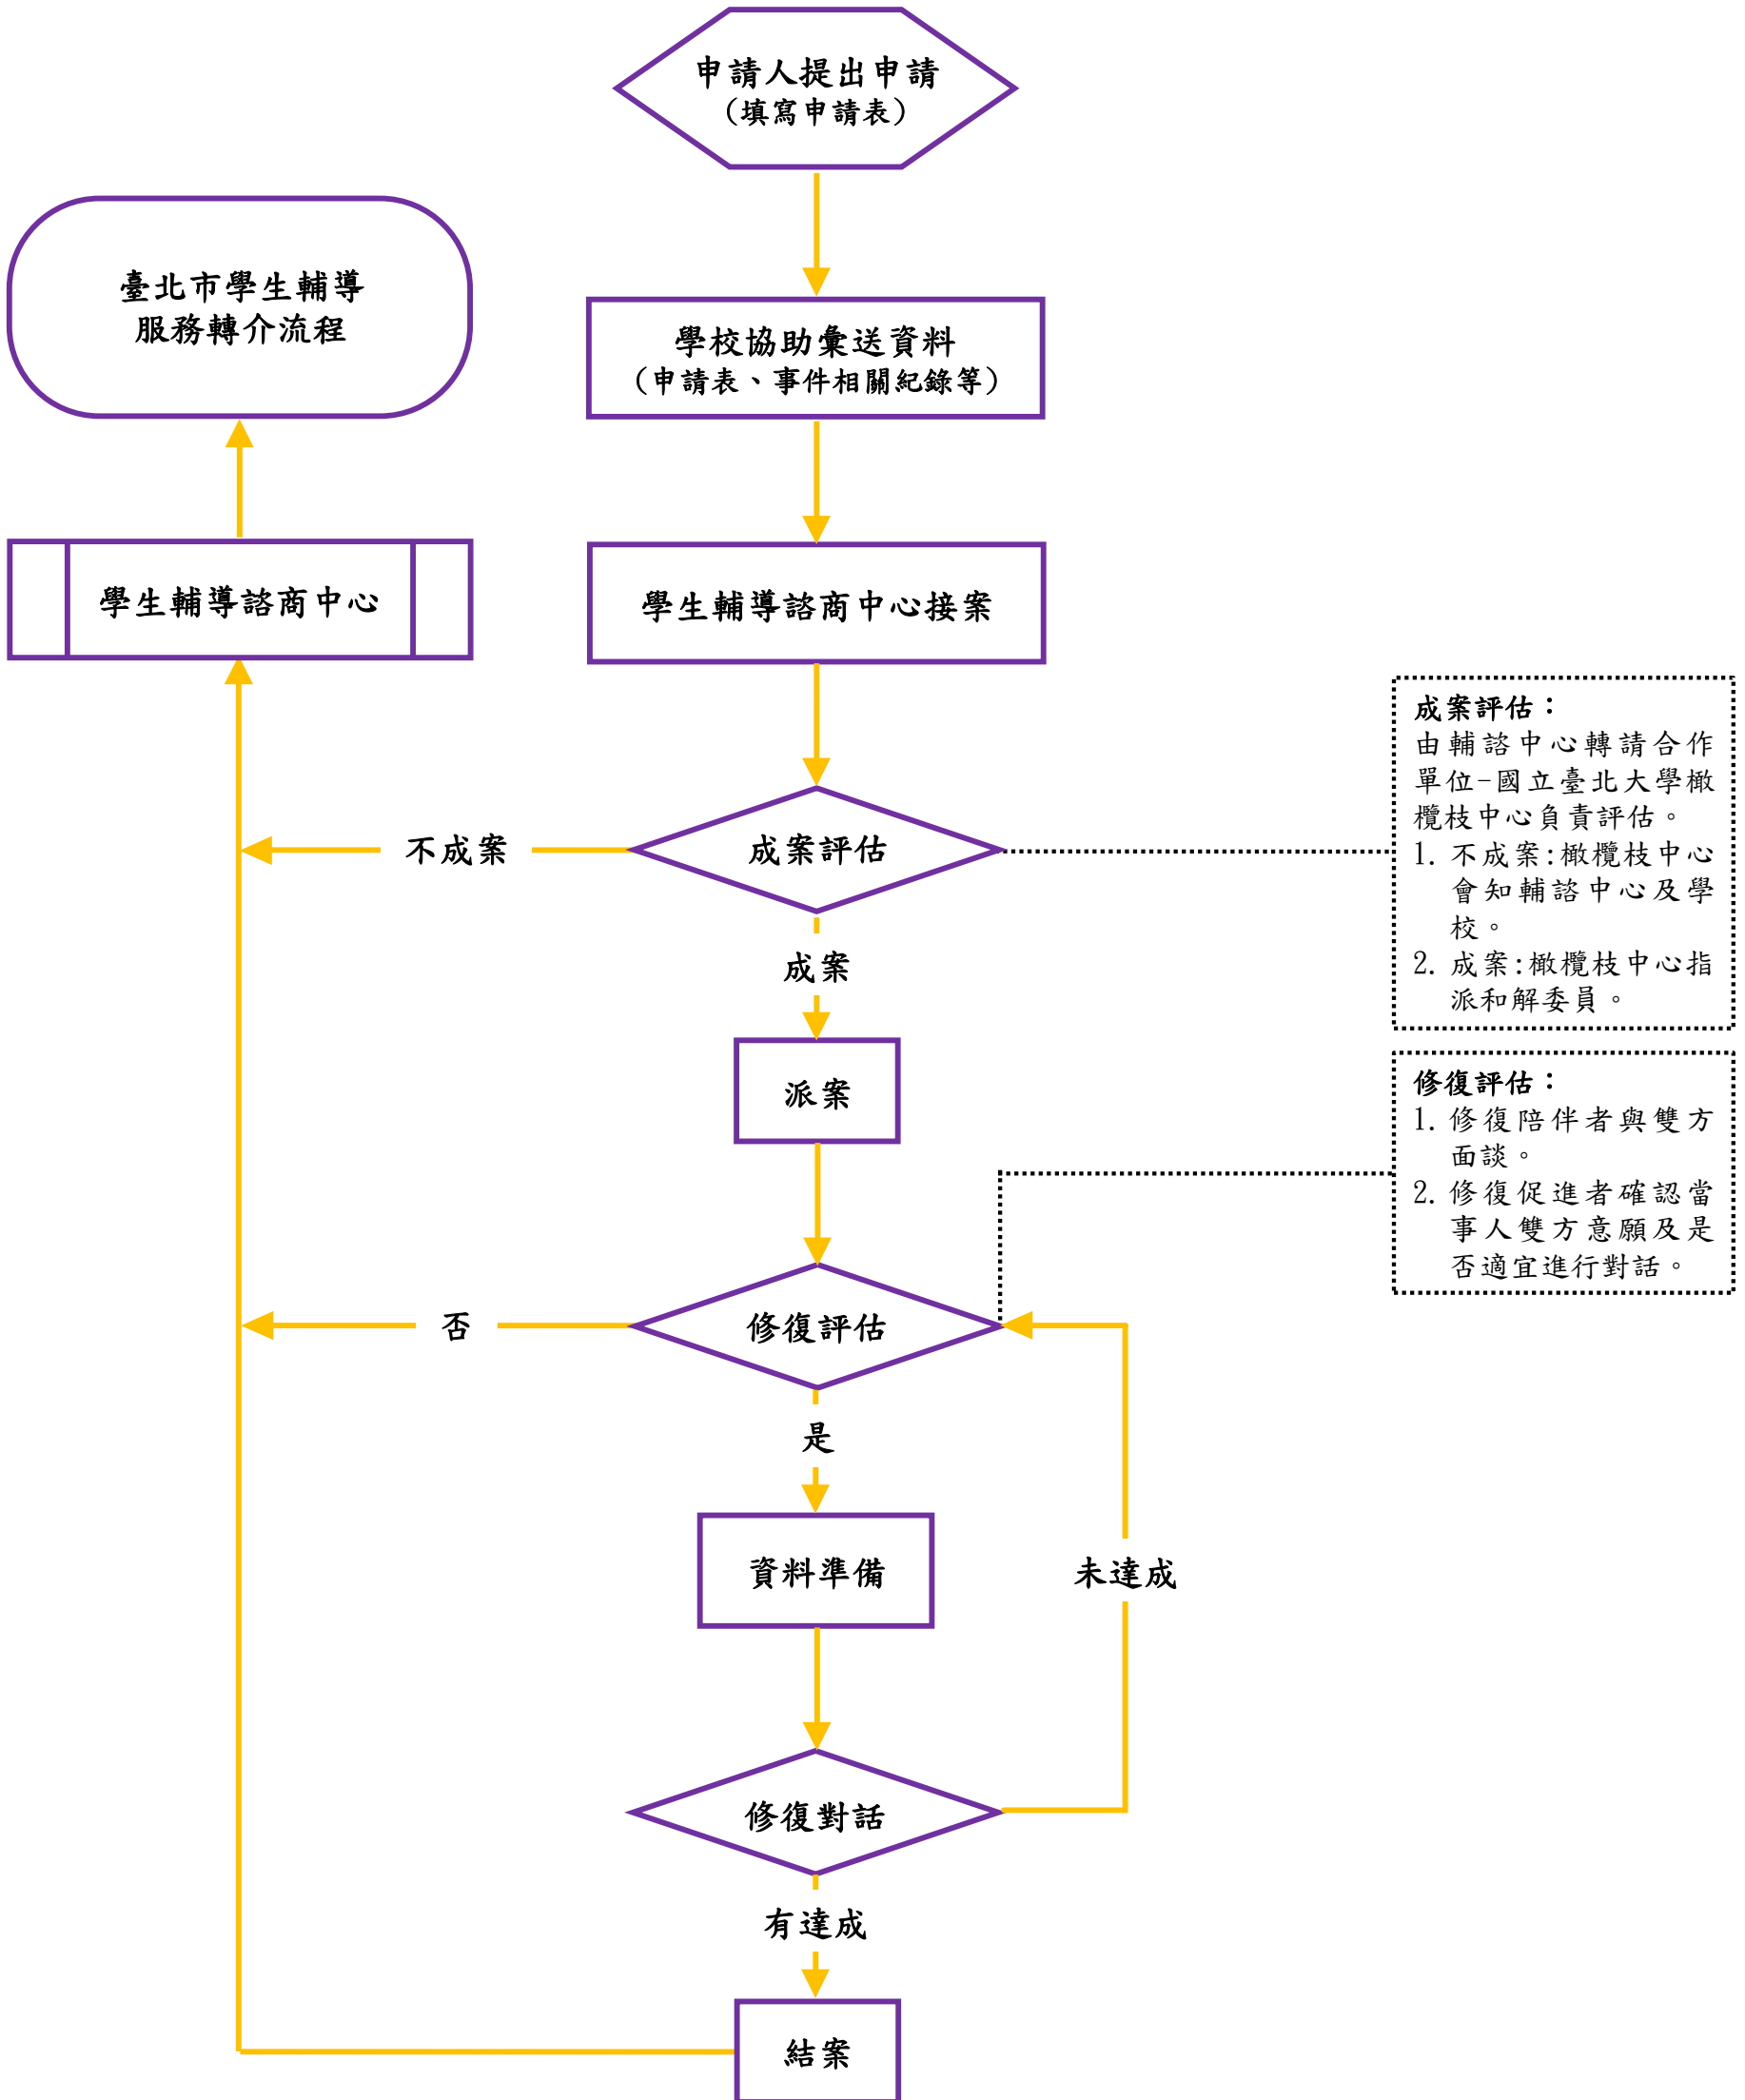 申請人提出申請
（填寫申請表）
臺北市學生輔導
服務轉介流程
學校協助彙送資料
（申請表、事件相關紀錄等）
學生輔導諮商中心
學生輔導諮商中心接案
成案評估：
由輔諮中心轉請合作
單位-國立臺北大學橄
欖枝中心負責評估。
1. 不成案:橄欖枝中心
會知輔諮中心及學
校。
2. 成案:橄欖枝中心指
派和解委員。
不成案
成案評估
成案
派案
修復評估：
1. 修復陪伴者與雙方
面談。
2. 修復促進者確認當
事人雙方意願及是
否適宜進行對話。
否
修復評估
是
資料準備
未達成
修復對話
有達成
結案